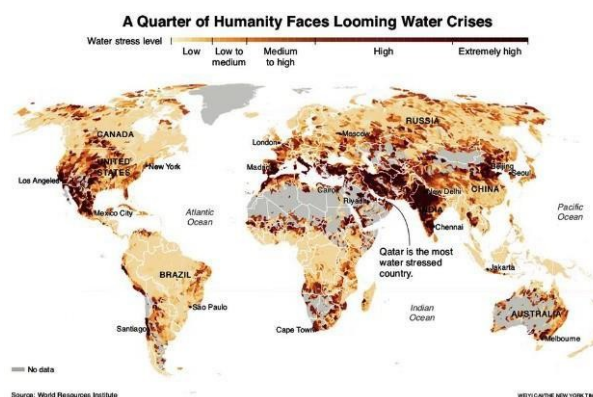 A Quarter of Humanity Faces Looming Water Crises
Water stress level
Low
Low to
medium
Medium
to high
High
Extremely high
CANADA
RUSSIA
London
Moscow
UNITED
STATES
New York
Madrid
Beijing
Seoul
Los Angeles
Cairo
New Delhi
CHINA
Riyadh
Mexico City
Atlantic
Ocean
Pacific
Ocean
Chennai
Qatar is the most
water stressed
country.
Jakarta
BRAZIL
São Paulo
Indian
Ocean
AUSTRALIA
Santiago
Cape Town
Melbourne
No data
Source: World Resources Institute